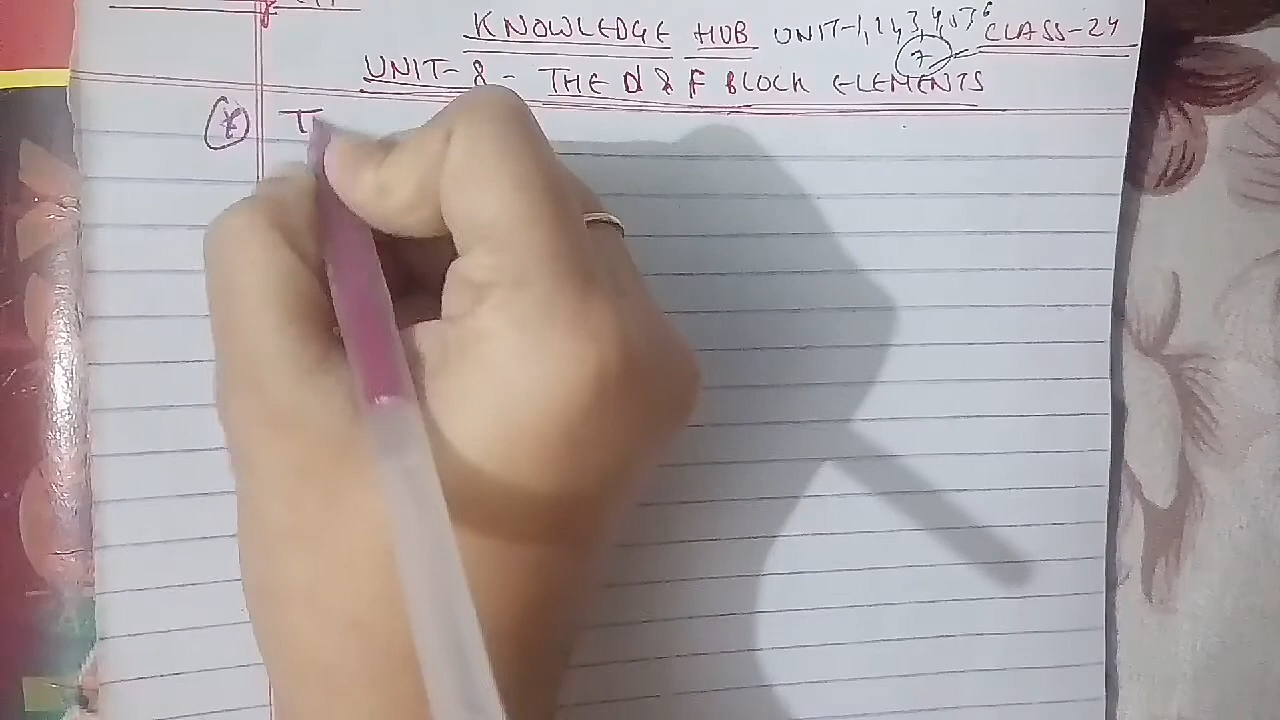 KNOWLEDGE HUB UNIT-1,2,3,4,5,6 CLASS-24
7
UNIT-8- THE d & F BLOCK ELEMENTS
* T